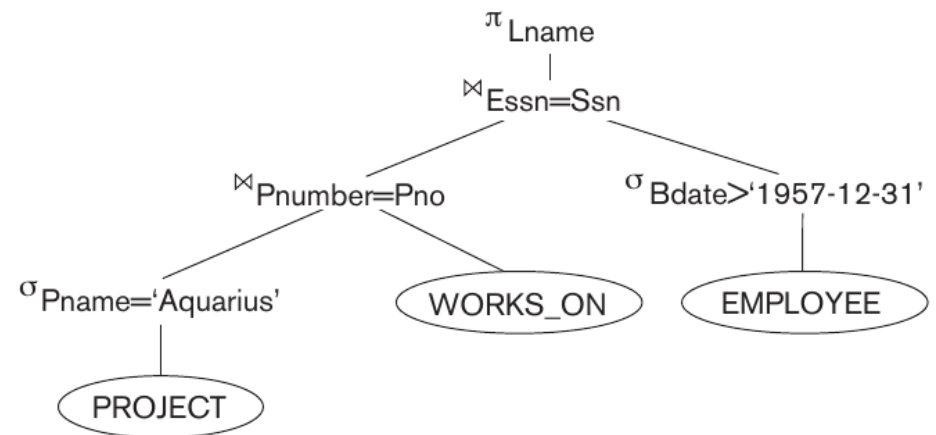 π Lname
⋈ Essn=Ssn
⋈ Pnumber=Pno
σ Bdate>‘1957-12-31’
σ Pname=‘Aquarius’
WORKS_ON
EMPLOYEE
PROJECT